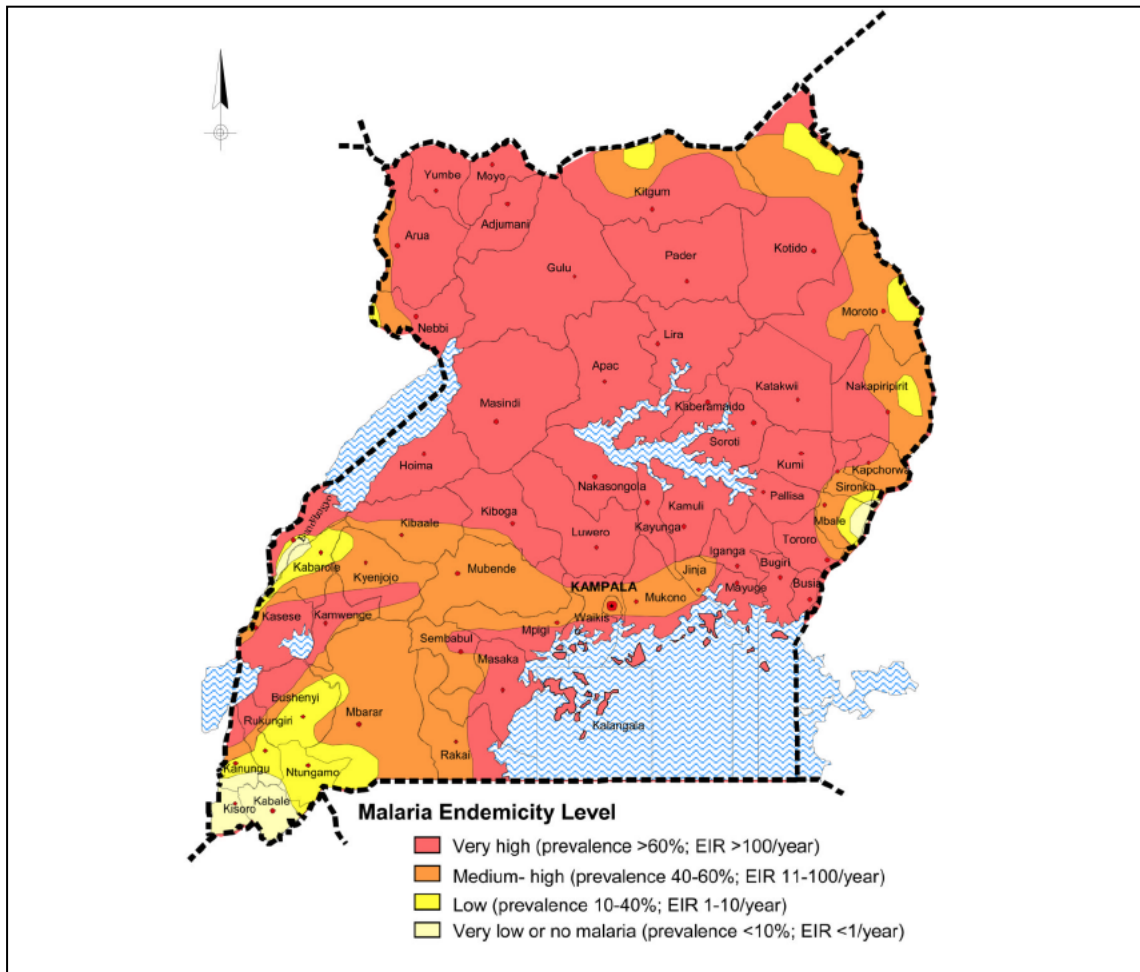 Yumbe
Moyo
Adjumani
Arua
Kitgum
Kotido
Pader
Gulu
Moroto
Nebbi
Lira
Apac
Katakwii
Nakapiripirit
Masindi
Kaberamaido
Soroti
Hoima
Kumi
Kapchorwa
Sironko
Nakasongola
Pallisa
Kamuli
Mbale
Kiboga
Kibaale
Kayunga
Luwero
Tororo
Iganga
Bugiri
Kabarole
Kyenjojo
Mubende
Jinja
Busia
Mayuge
KAMPALA
Mukono
Kasese
Kamwenge
Waikis
Mpigi
Sembabul
Masaka
Bushenyi
Rukungiri
Mbarar
Kalangala
Rakai
Kanungu
Ntungamo
Kisoro
Kabale
Malaria Endemicity Level
Very high (prevalence >60%; EIR >100/year)
Medium- high (prevalence 40-60%; EIR 11-100/year)
Low (prevalence 10-40%; EIR 1-10/year)
Very low or no malaria (prevalence <10%; EIR <1/year)